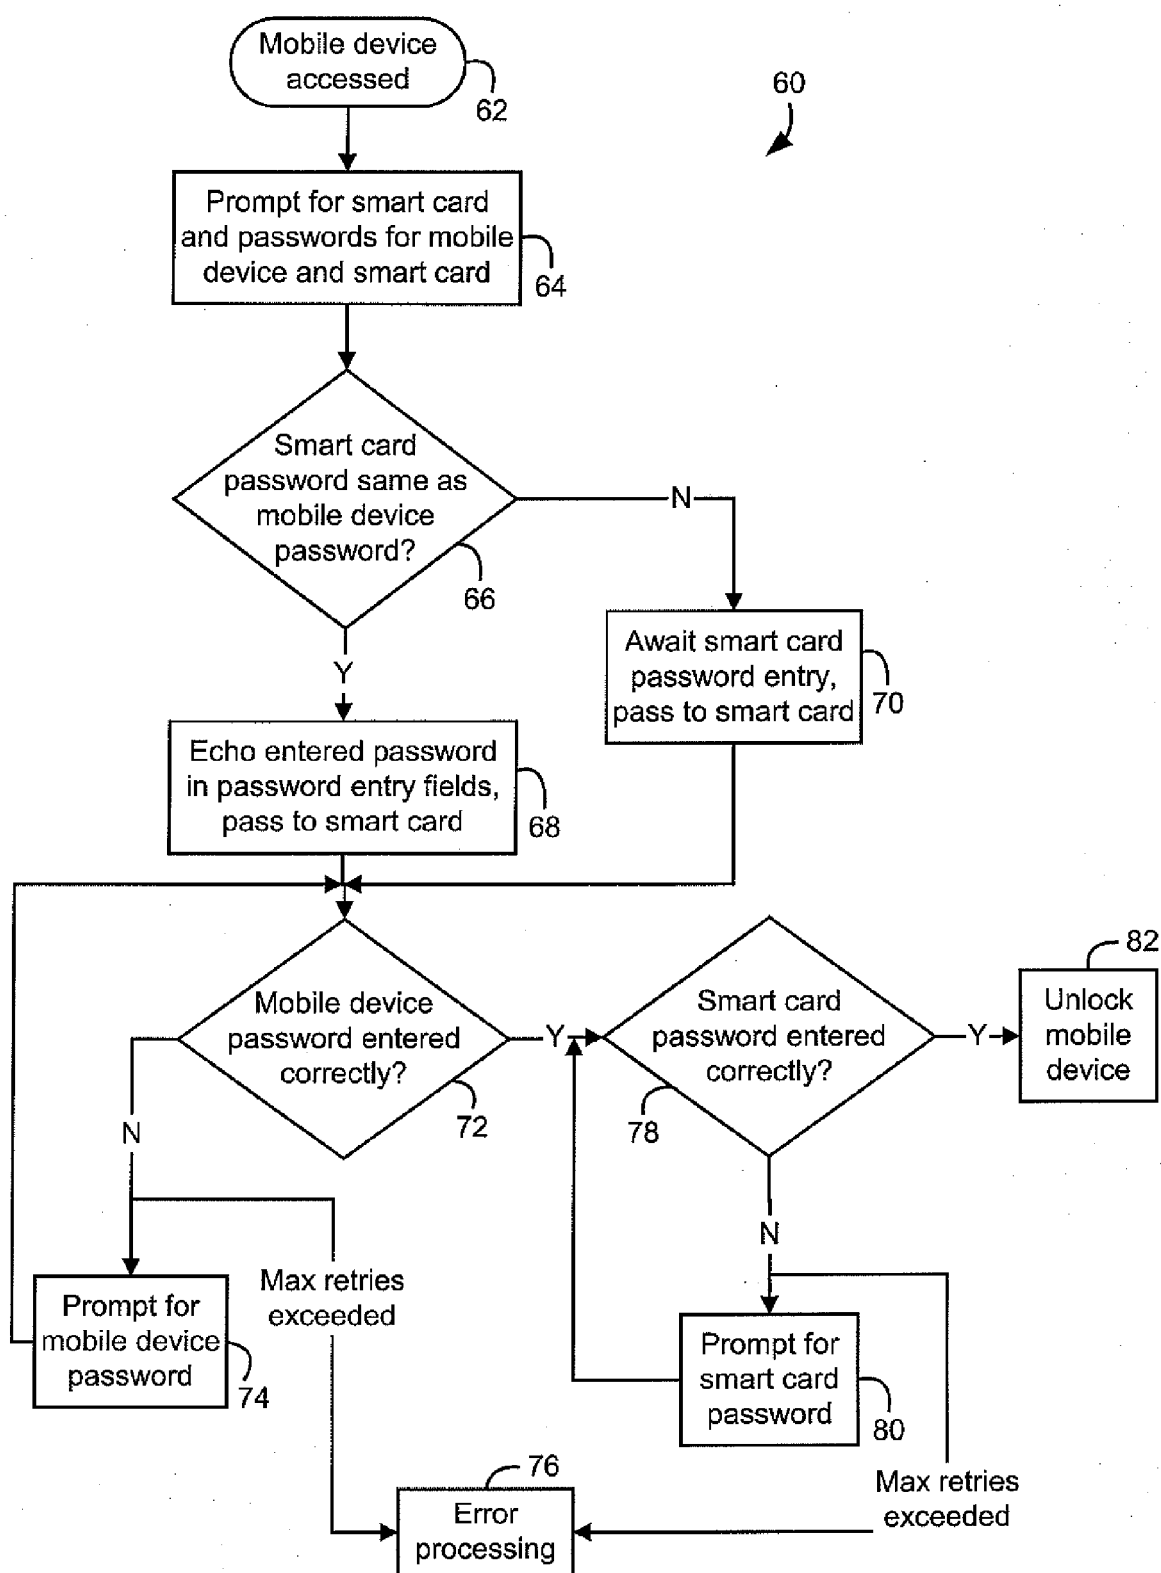 Mobile device
accessed
62
60
Prompt for smart card
and passwords for mobile
device and smart card
64
Smart card
password same as
mobile device
password?
66
N
Y
Await smart card
password entry,
pass to smart card
70
Echo entered password
in password entry fields,
pass to smart card
68
82
Mobile device
password entered
correctly?
72
Y
Smart card
password entered
correctly?
78
Y
Unlock
mobile
device
N
N
Max retries
exceeded
Prompt for
mobile device
password
74
Prompt for
smart card
password
80
76
Error
processing
Max retries
exceeded